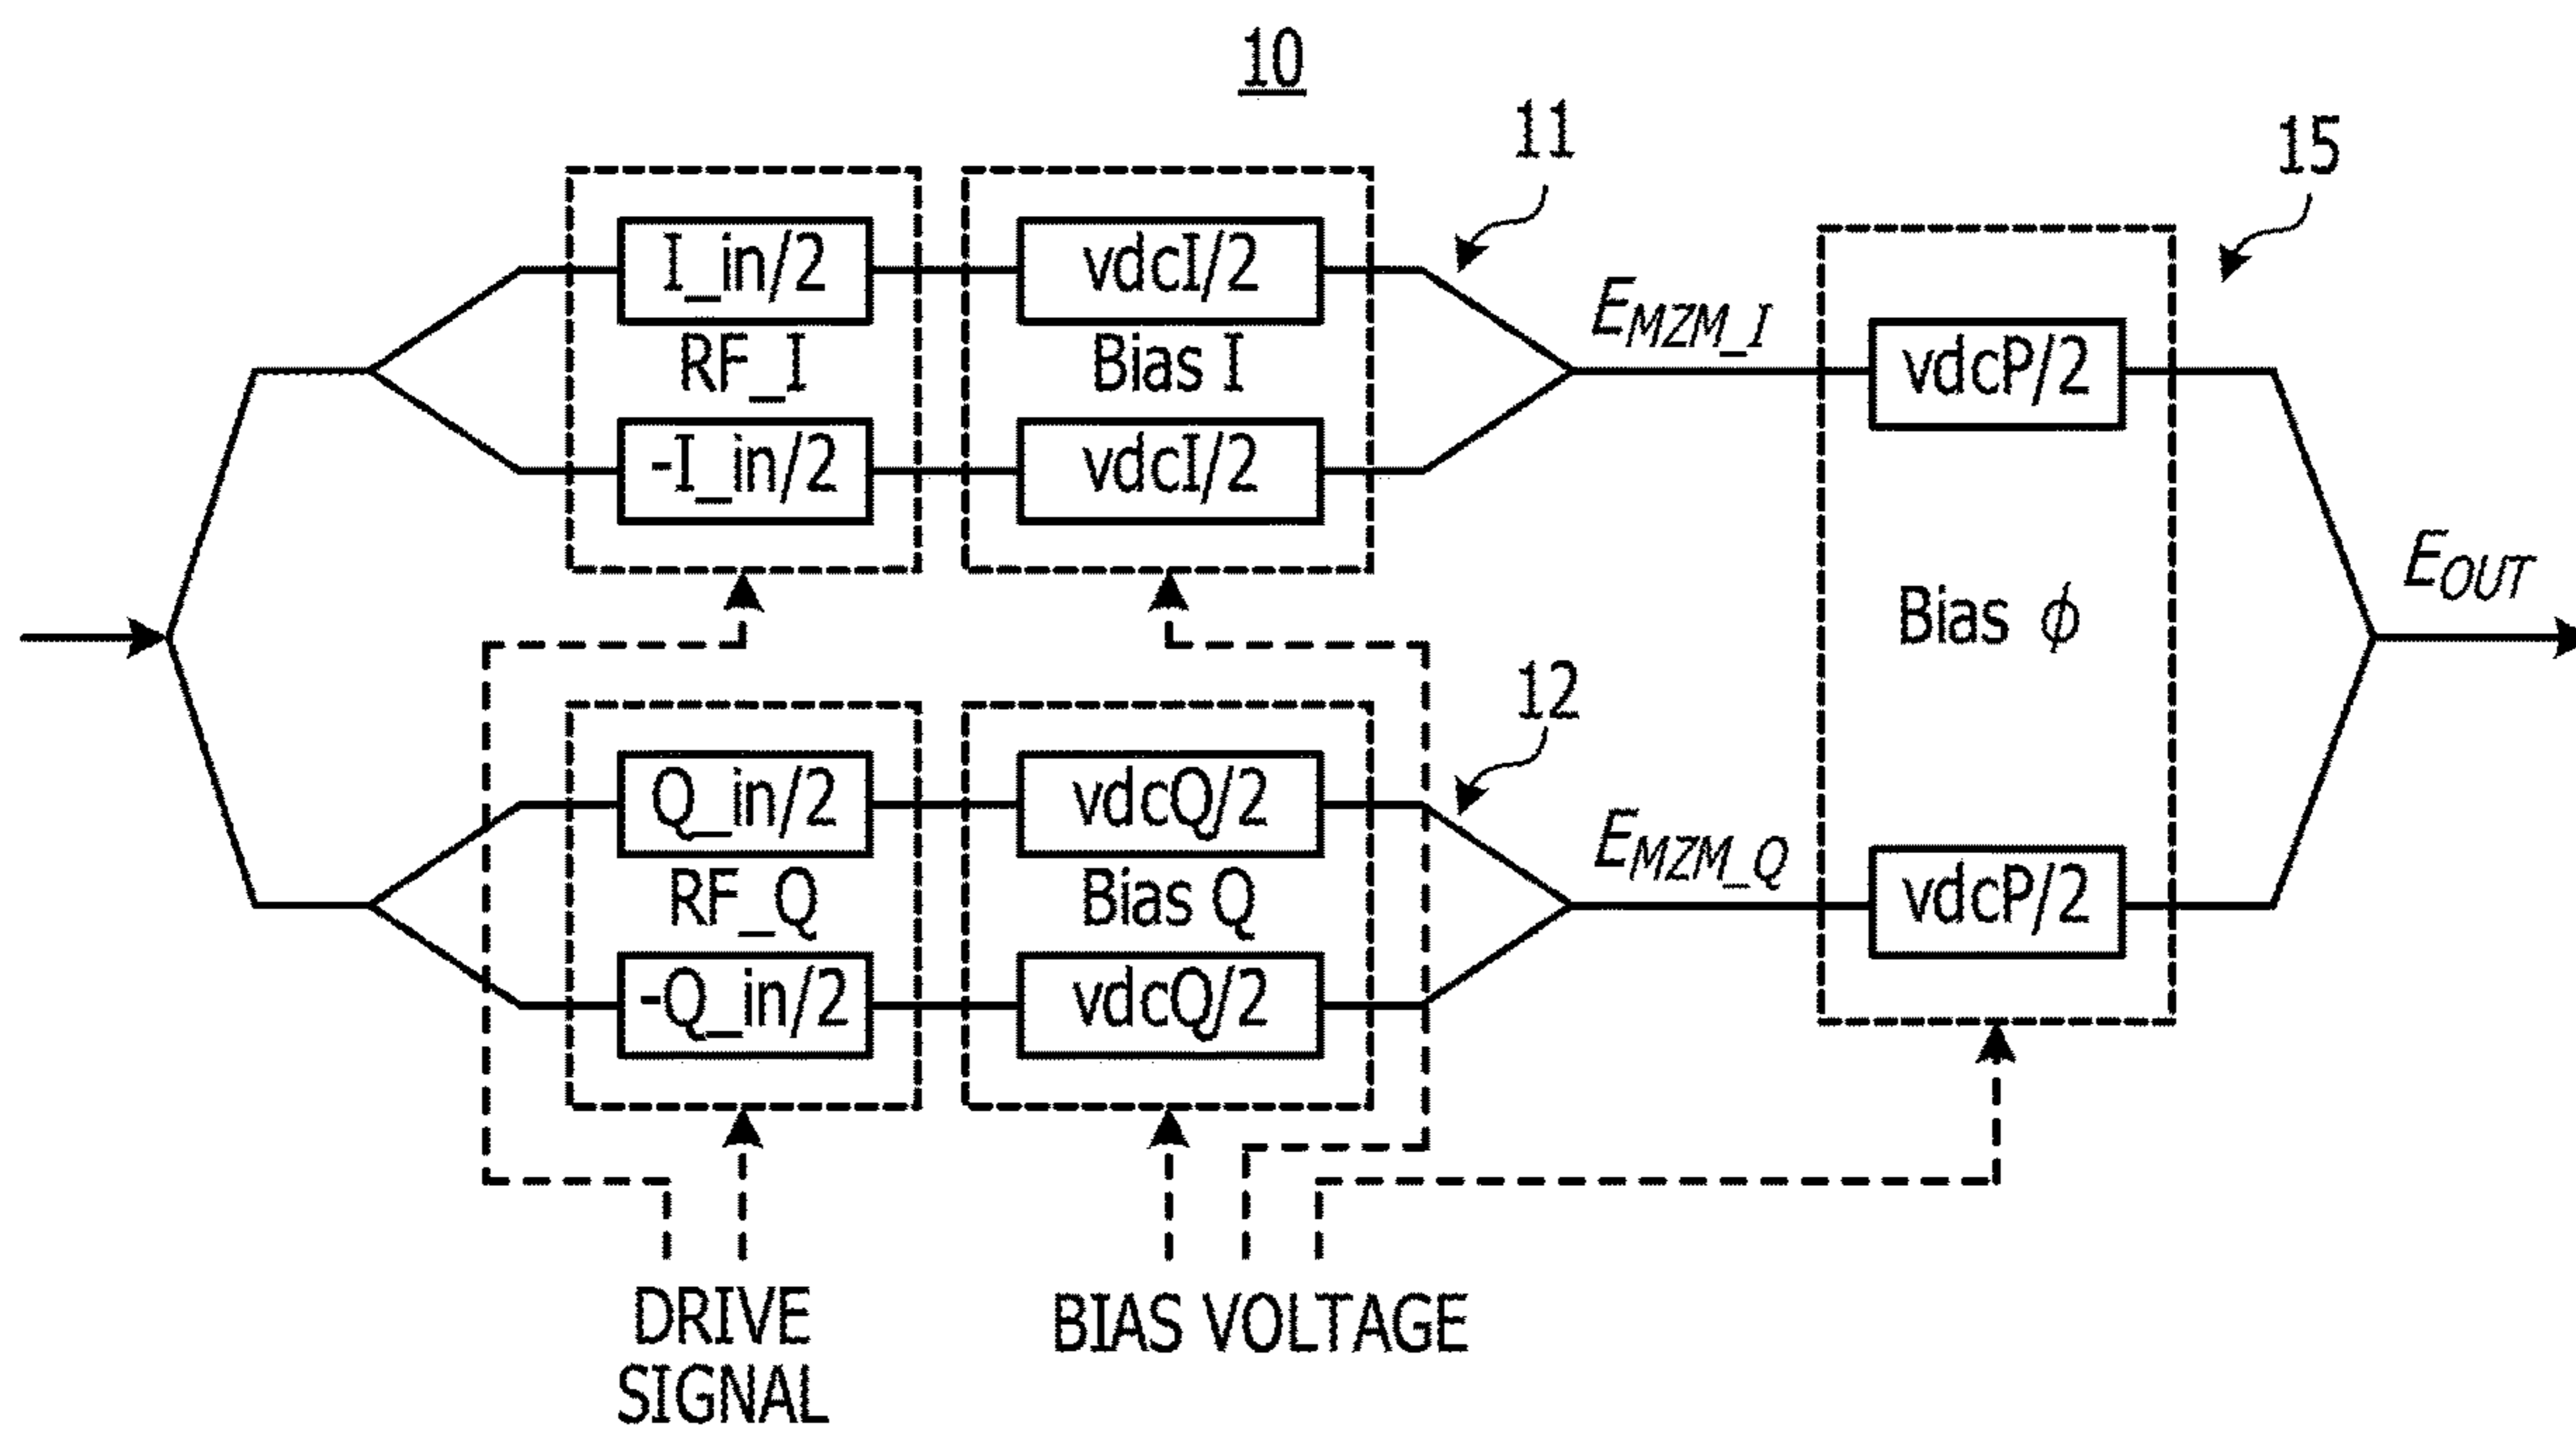 10
11
15
I_in/2
vdcI/2
RF_I
Bias I
-I_in/2
vdcI/2
E_MZM_I
vdcP/2
Bias ϕ
E_OUT
12
Q_in/2
vdcQ/2
RF_Q
Bias Q
-Q_in/2
vdcQ/2
E_MZM_Q
vdcP/2
DRIVE
SIGNAL
BIAS VOLTAGE